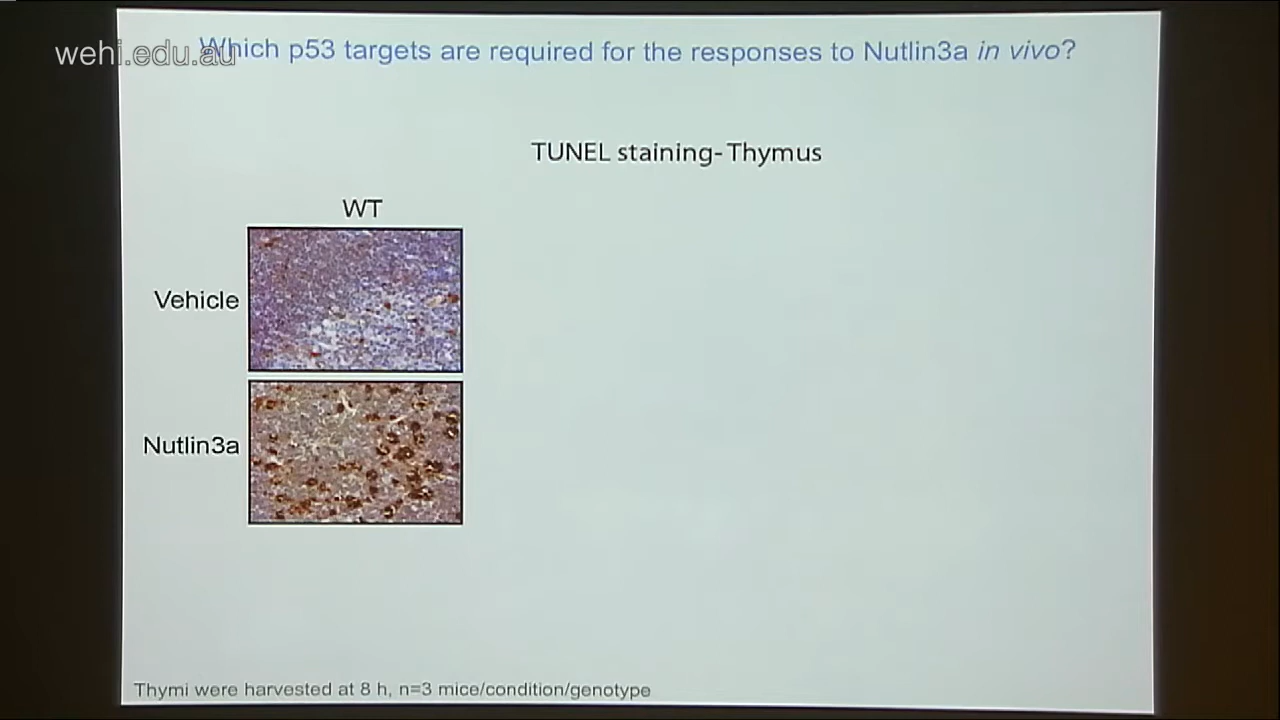 wehi.edu.au
Which p53 targets are required for the responses to Nutlin3a in vivo?
TUNEL staining- Thymus
WT
Vehicle
Nutlin3a
Thymi were harvested at 8 h, n=3 mice/condition/genotype